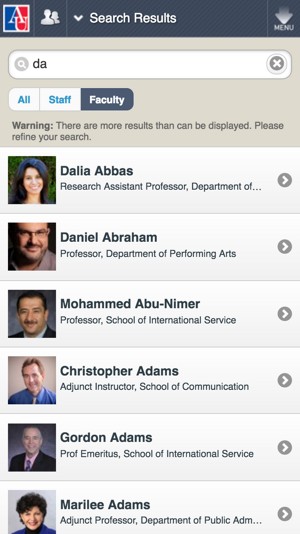 AU
Search Results
MENU
da
All Staff Faculty
Warning: There are more results than can be displayed. Please
refine your search.
Dalia Abbas
Research Assistant Professor, Department of…
Daniel Abraham
Professor, Department of Performing Arts
Mohammed Abu-Nimer
Professor, School of International Service
Christopher Adams
Adjunct Instructor, School of Communication
Gordon Adams
Prof Emeritus, School of International Service
Marilee Adams
Adjunct Professor, Department of Public Adm…